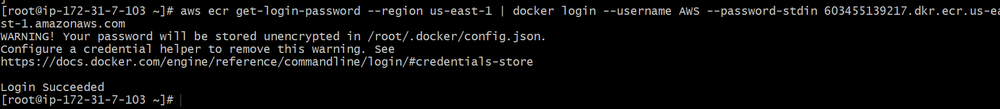 [root@ip-172-31-7-103 ~]# aws ecr get-login-password --region us-east-1 | docker login --username AWS --password-stdin 603455139217.dkr.ecr.us-ea
st-1.amazonaws.com
WARNING! Your password will be stored unencrypted in /root/.docker/config.json.
Configure a credential helper to remove this warning. See
https://docs.docker.com/engine/reference/commandline/login/#credentials-store
Login Succeeded
[root@ip-172-31-7-103 ~]#